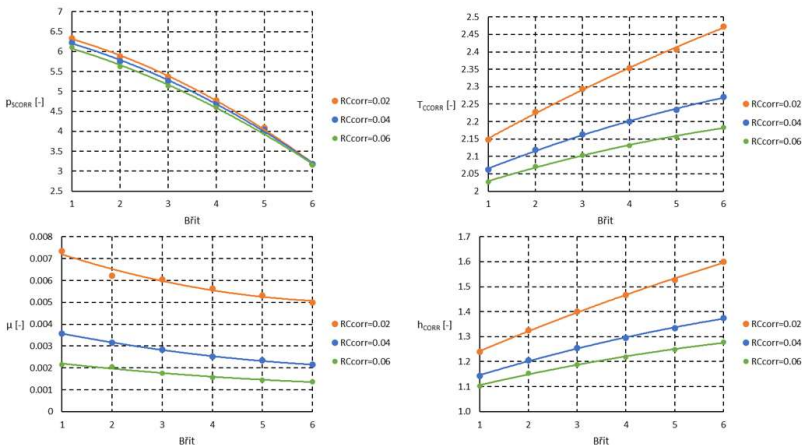 7
6.5
6
5.5
5
4.5
4
3.5
3
2.5
pSCORR [-]
1 2 3 4 5 6
Břit
RCcorr=0.02
RCcorr=0.04
RCcorr=0.06
2.5
2.45
2.4
2.35
2.3
2.25
2.2
2.15
2.1
2.05
2
TCCORR [-]
1 2 3 4 5 6
Břit
RCcorr=0.02
RCcorr=0.04
RCcorr=0.06
0.008
0.007
0.006
0.005
0.004
0.003
0.002
0.001
0
µ [-]
1 2 3 4 5 6
Břit
RCcorr=0.02
RCcorr=0.04
RCcorr=0.06
1.7
1.6
1.5
1.4
1.3
1.2
1.1
1.0
hCORR [-]
1 2 3 4 5 6
Břit
RCcorr=0.02
RCcorr=0.04
RCcorr=0.06